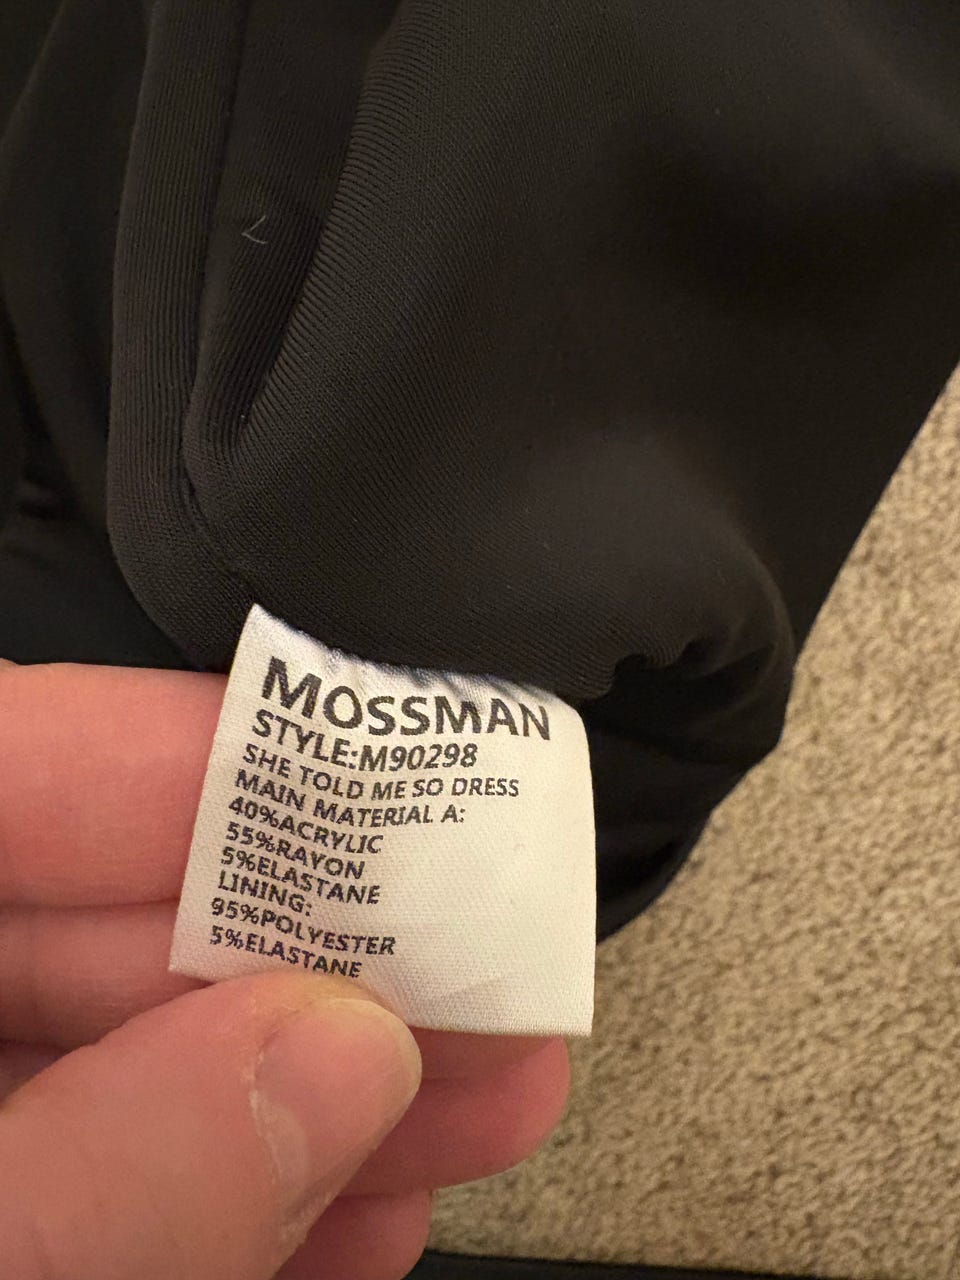 MOSSMAN
STYLE:M90298
SHE TOLD ME SO DRESS
MAIN MATERIAL A:
40%ACRYLIC
55%RAYON
5%ELASTANE
LINING:
95%POLYESTER
5%ELASTANE